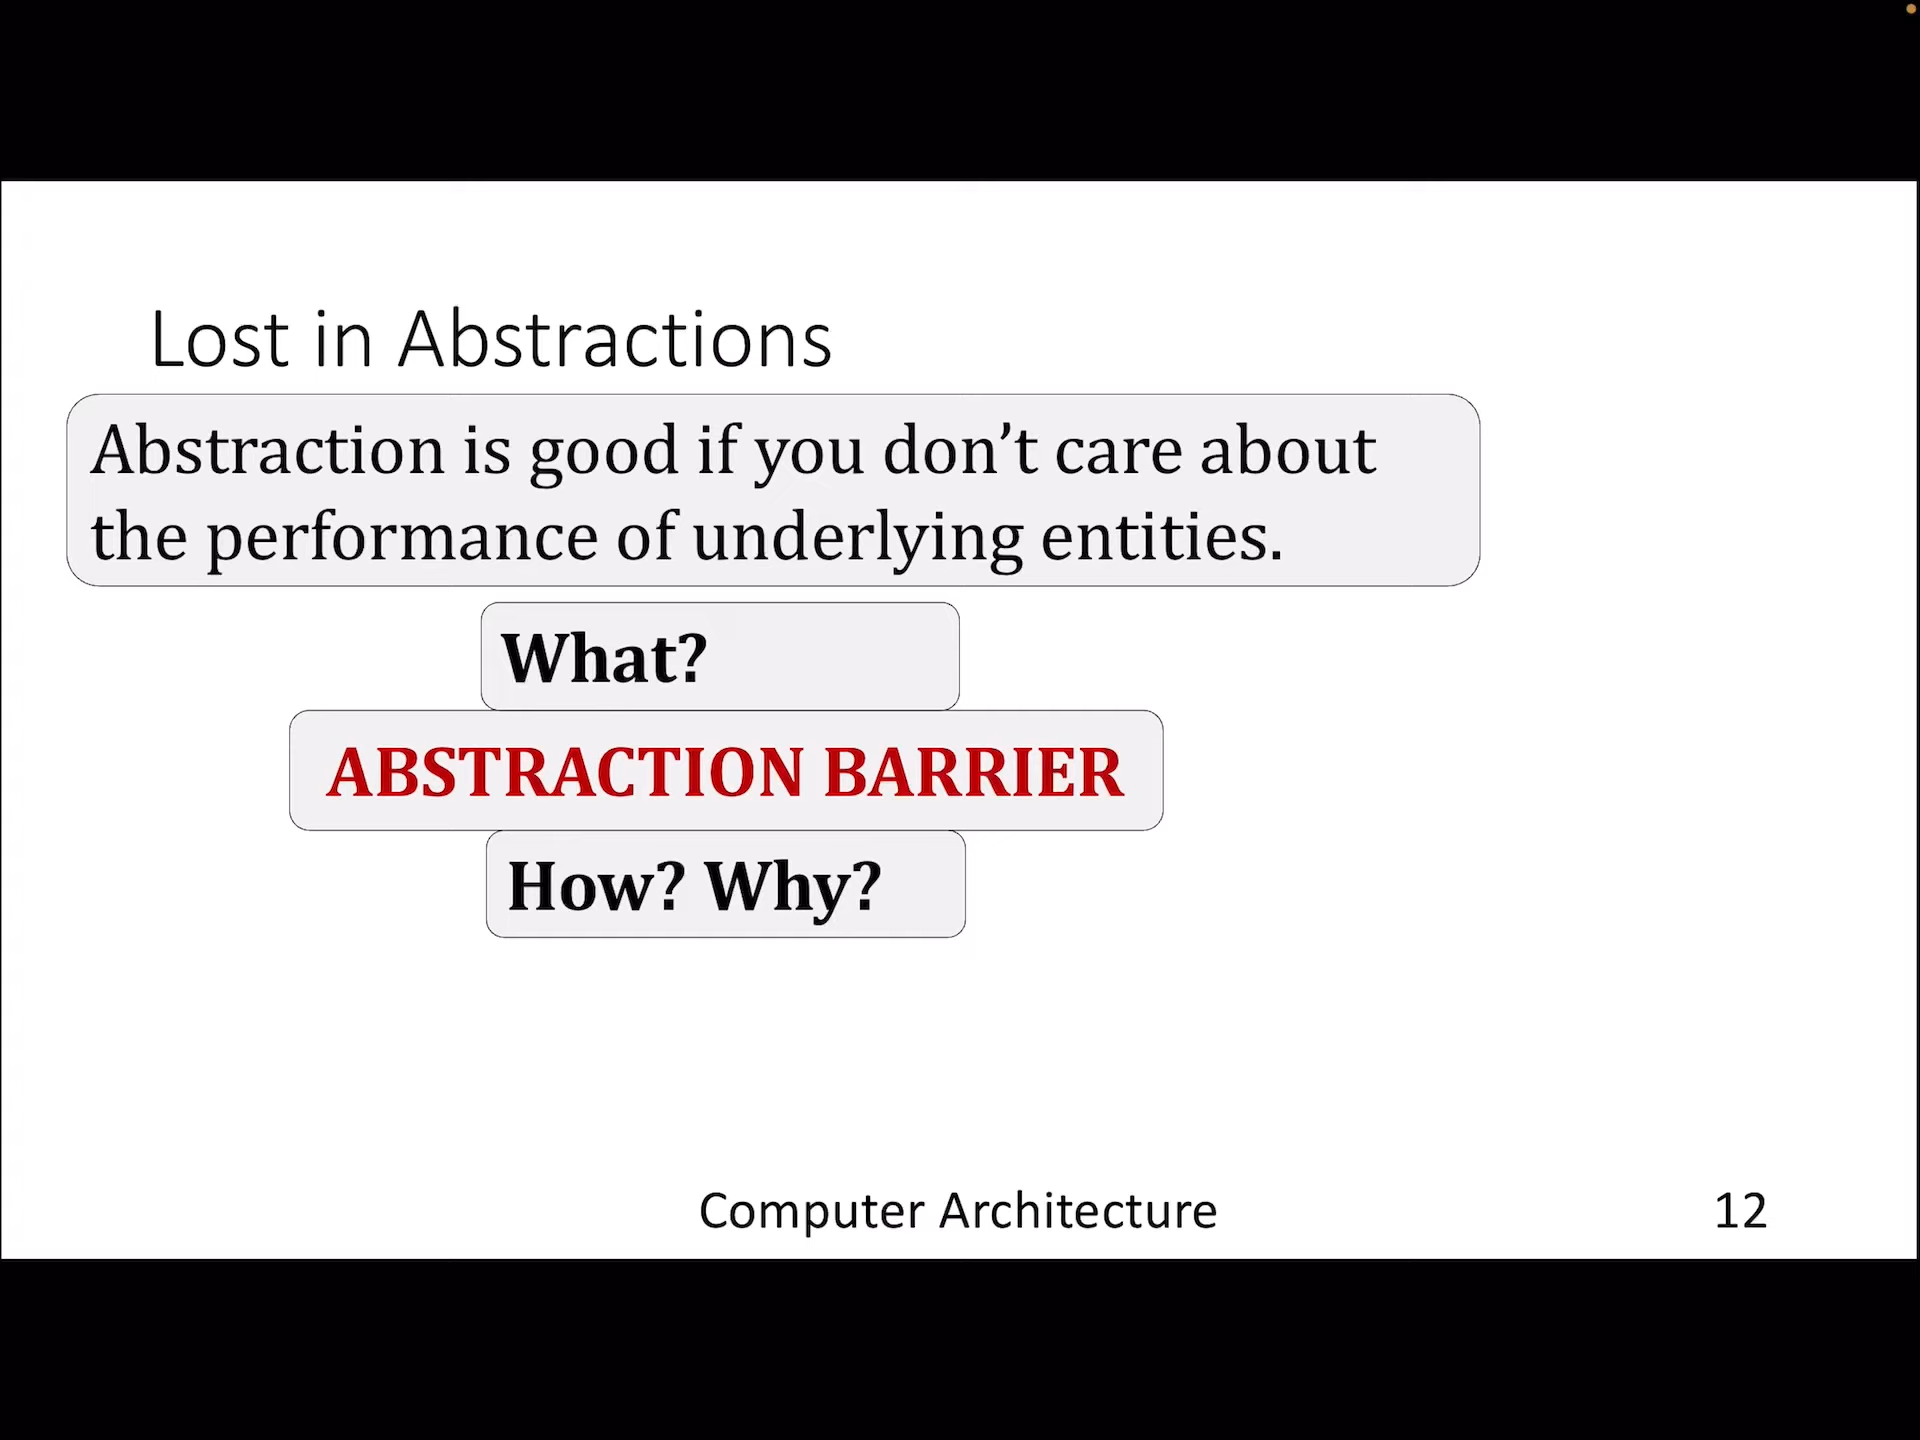 Lost in Abstractions
Abstraction is good if you don’t care about
the performance of underlying entities.
What?
ABSTRACTION BARRIER
How? Why?
Computer Architecture
12